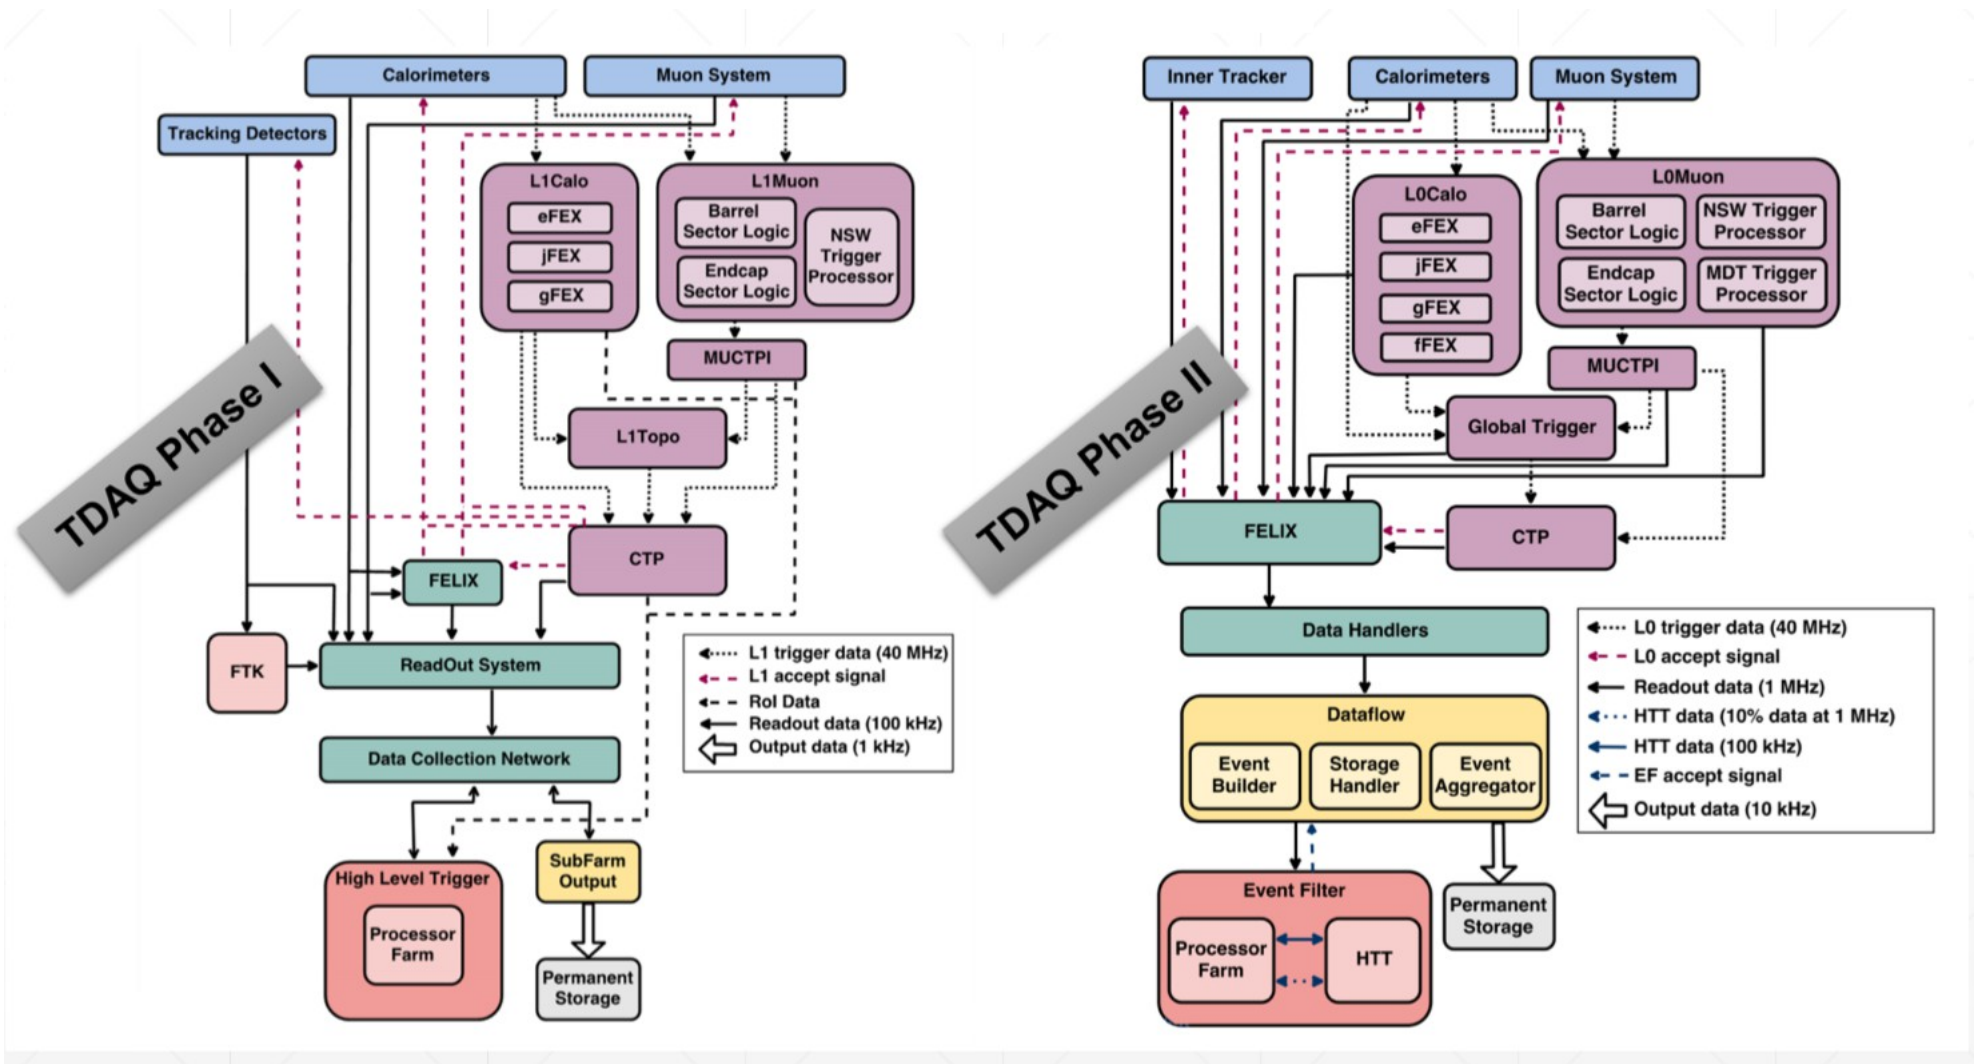 Calorimeters
Muon System
Tracking Detectors
L1Calo
eFEX
jFEX
gFEX
L1Muon
Barrel
Sector Logic
Endcap
Sector Logic
NSW
Trigger
Processor
MUCTPI
L1Topo
TDAQ Phase I
CTP
FELIX
FTK
ReadOut System
Data Collection Network
High Level Trigger
Processor
Farm
SubFarm
Output
Permanent
Storage
L1 trigger data (40 MHz)
L1 accept signal
RoI Data
Readout data (100 kHz)
Output data (1 kHz)
Inner Tracker
Calorimeters
Muon System
L0Calo
eFEX
jFEX
gFEX
fFEX
L0Muon
Barrel
Sector Logic
NSW Trigger
Processor
Endcap
Sector Logic
MDT Trigger
Processor
MUCTPI
Global Trigger
TDAQ Phase II
FELIX
CTP
Data Handlers
Dataflow
Event
Builder
Storage
Handler
Event
Aggregator
Event Filter
Processor
Farm
HTT
Permanent
Storage
L0 trigger data (40 MHz)
L0 accept signal
Readout data (1 MHz)
HTT data (10% data at 1 MHz)
HTT data (100 kHz)
EF accept signal
Output data (10 kHz)